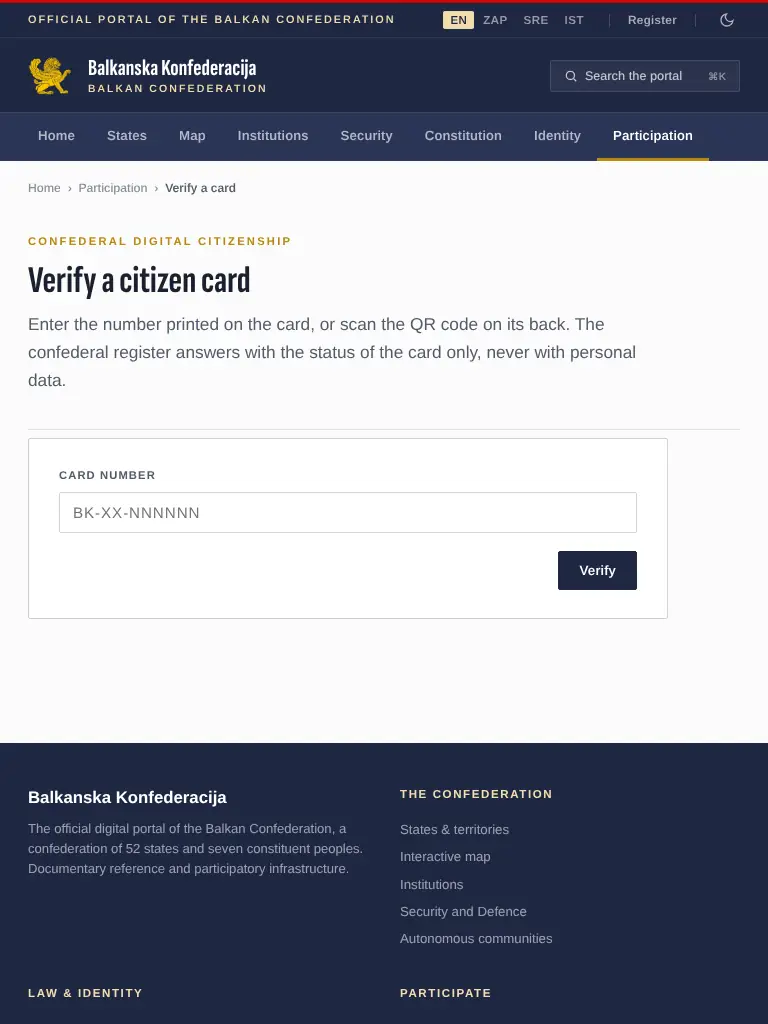 OFFICIAL PORTAL OF THE BALKAN CONFEDERATION
EN ZAP SRE IST Register
Balkanska Konfederacija
BALKAN CONFEDERATION
Search the portal ⌘K
Home States Map Institutions Security Constitution Identity Participation
Home › Participation › Verify a card
CONFEDERAL DIGITAL CITIZENSHIP
Verify a citizen card
Enter the number printed on the card, or scan the QR code on its back. The
confederal register answers with the status of the card only, never with personal
data.
CARD NUMBER
BK-XX-NNNNNN
Verify
Balkanska Konfederacija
The official digital portal of the Balkan Confederation, a
confederation of 52 states and seven constituent peoples.
Documentary reference and participatory infrastructure.
THE CONFEDERATION
States & territories
Interactive map
Institutions
Security and Defence
Autonomous communities
LAW & IDENTITY
PARTICIPATE